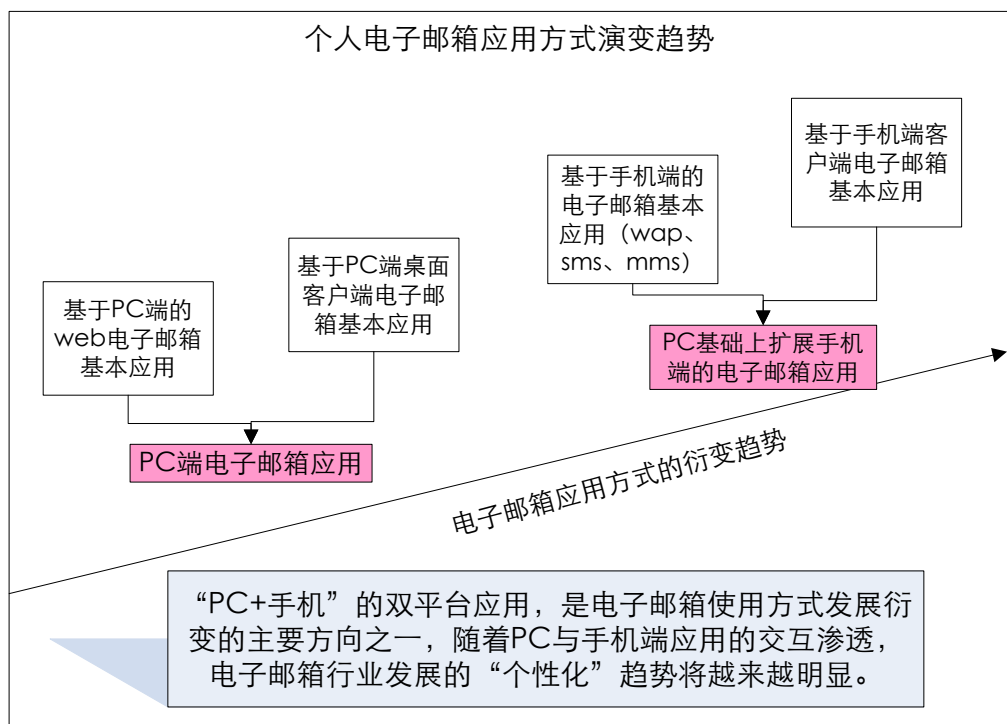 个人电子邮箱应用方式演变趋势
基于PC端的
web电子邮箱
基本应用
基于PC端桌面
客户端电子邮
箱基本应用
PC端电子邮箱应用
基于手机端的
电子邮箱基本
应用（wap、
sms、mms）
基于手机端客
户端电子邮箱
基本应用
PC基础上扩展手机
端的电子邮箱应用
电子邮箱应用方式的衍变趋势
“PC+手机”的双平台应用，是电子邮箱使用方式发展衍
变的主要方向之一，随着PC与手机端应用的交互渗透，
电子邮箱行业发展的“个性化”趋势将越来越明显。